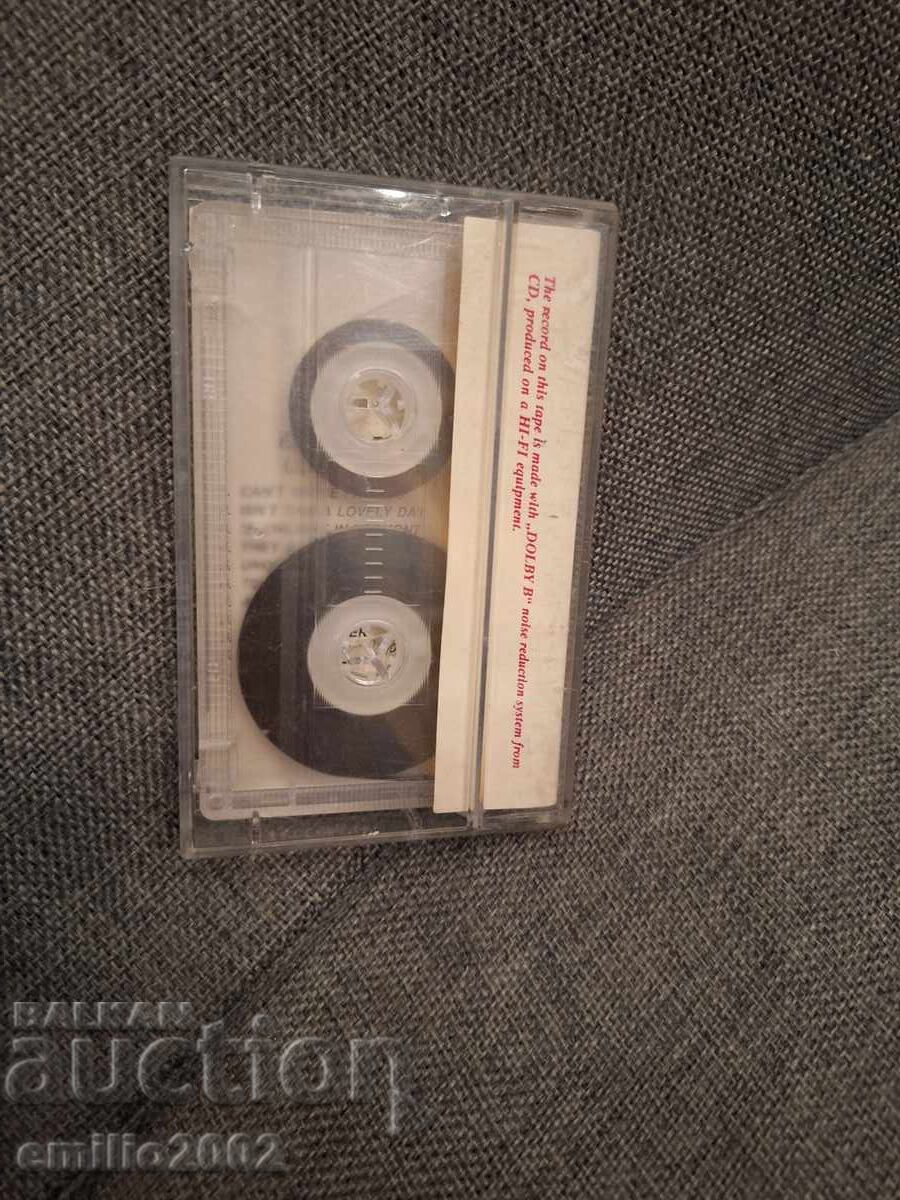 The record on this tape is made with „DOLBY B“ noise reduction system from
CD, produced on a HI-FI equipment.
A LOVELY DAY
IN
BALKAN
auction
emilio2002